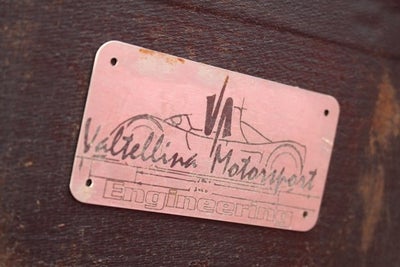 Valtellina Motorsport
Engineering